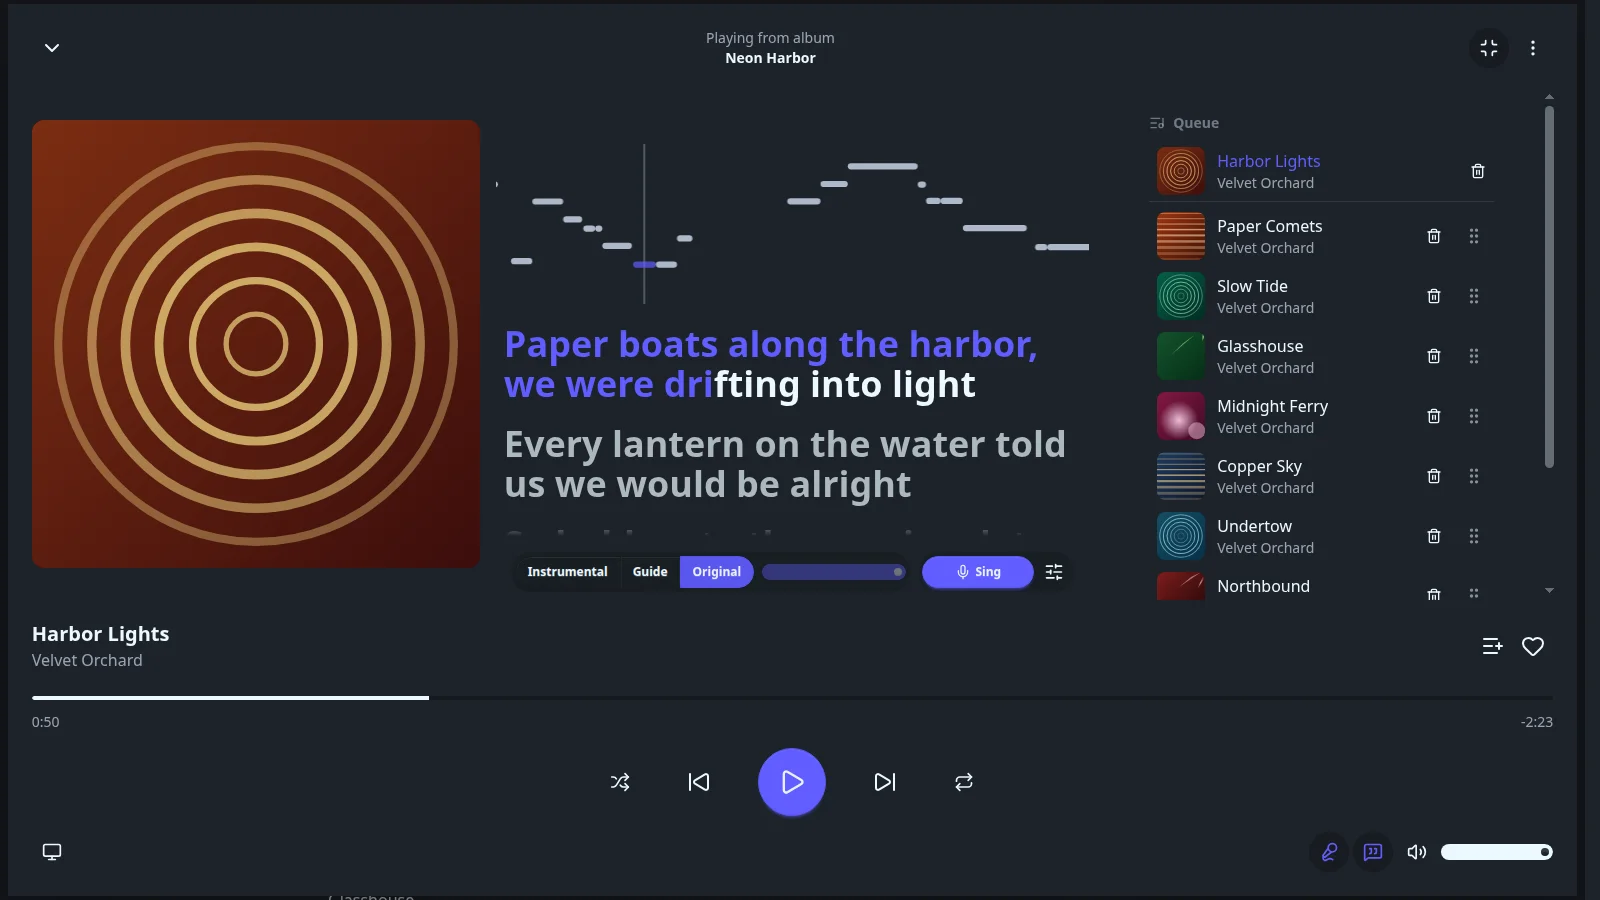 Playing from album
Neon Harbor
Paper boats along the harbor,
we were drifting into light
Every lantern on the water told
us we would be alright
Instrumental
Guide
Original
Sing
Queue
Harbor Lights
Velvet Orchard
Paper Comets
Velvet Orchard
Slow Tide
Velvet Orchard
Glasshouse
Velvet Orchard
Midnight Ferry
Velvet Orchard
Copper Sky
Velvet Orchard
Undertow
Velvet Orchard
Northbound
Harbor Lights
Velvet Orchard
0:50
-2:23
Glasshouse